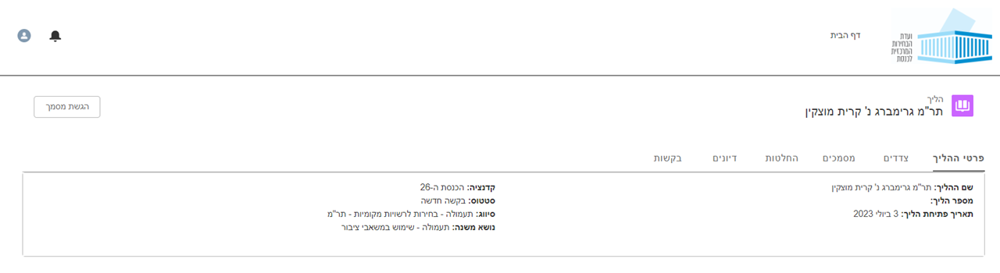 ועדת
הבחירות
המרכזית
לכנסת
דף הבית
הליך
תר"מ גרימברג נ' קרית מוצקין
הגשת מסמך
פרטי ההליך צדדים מסמכים החלטות דיונים בקשות
שם ההליך: תר"מ גרימברג נ' קרית מוצקין
מספר הליך:
תאריך פתיחת הליך: 3 ביולי 2023
קדנציה: הכנסת ה-26
סטטוס: בקשה חדשה
סיווג: תעמולה - בחירות לרשויות מקומיות - תר"מ
נושא משנה: תעמולה - שימוש במשאבי ציבור